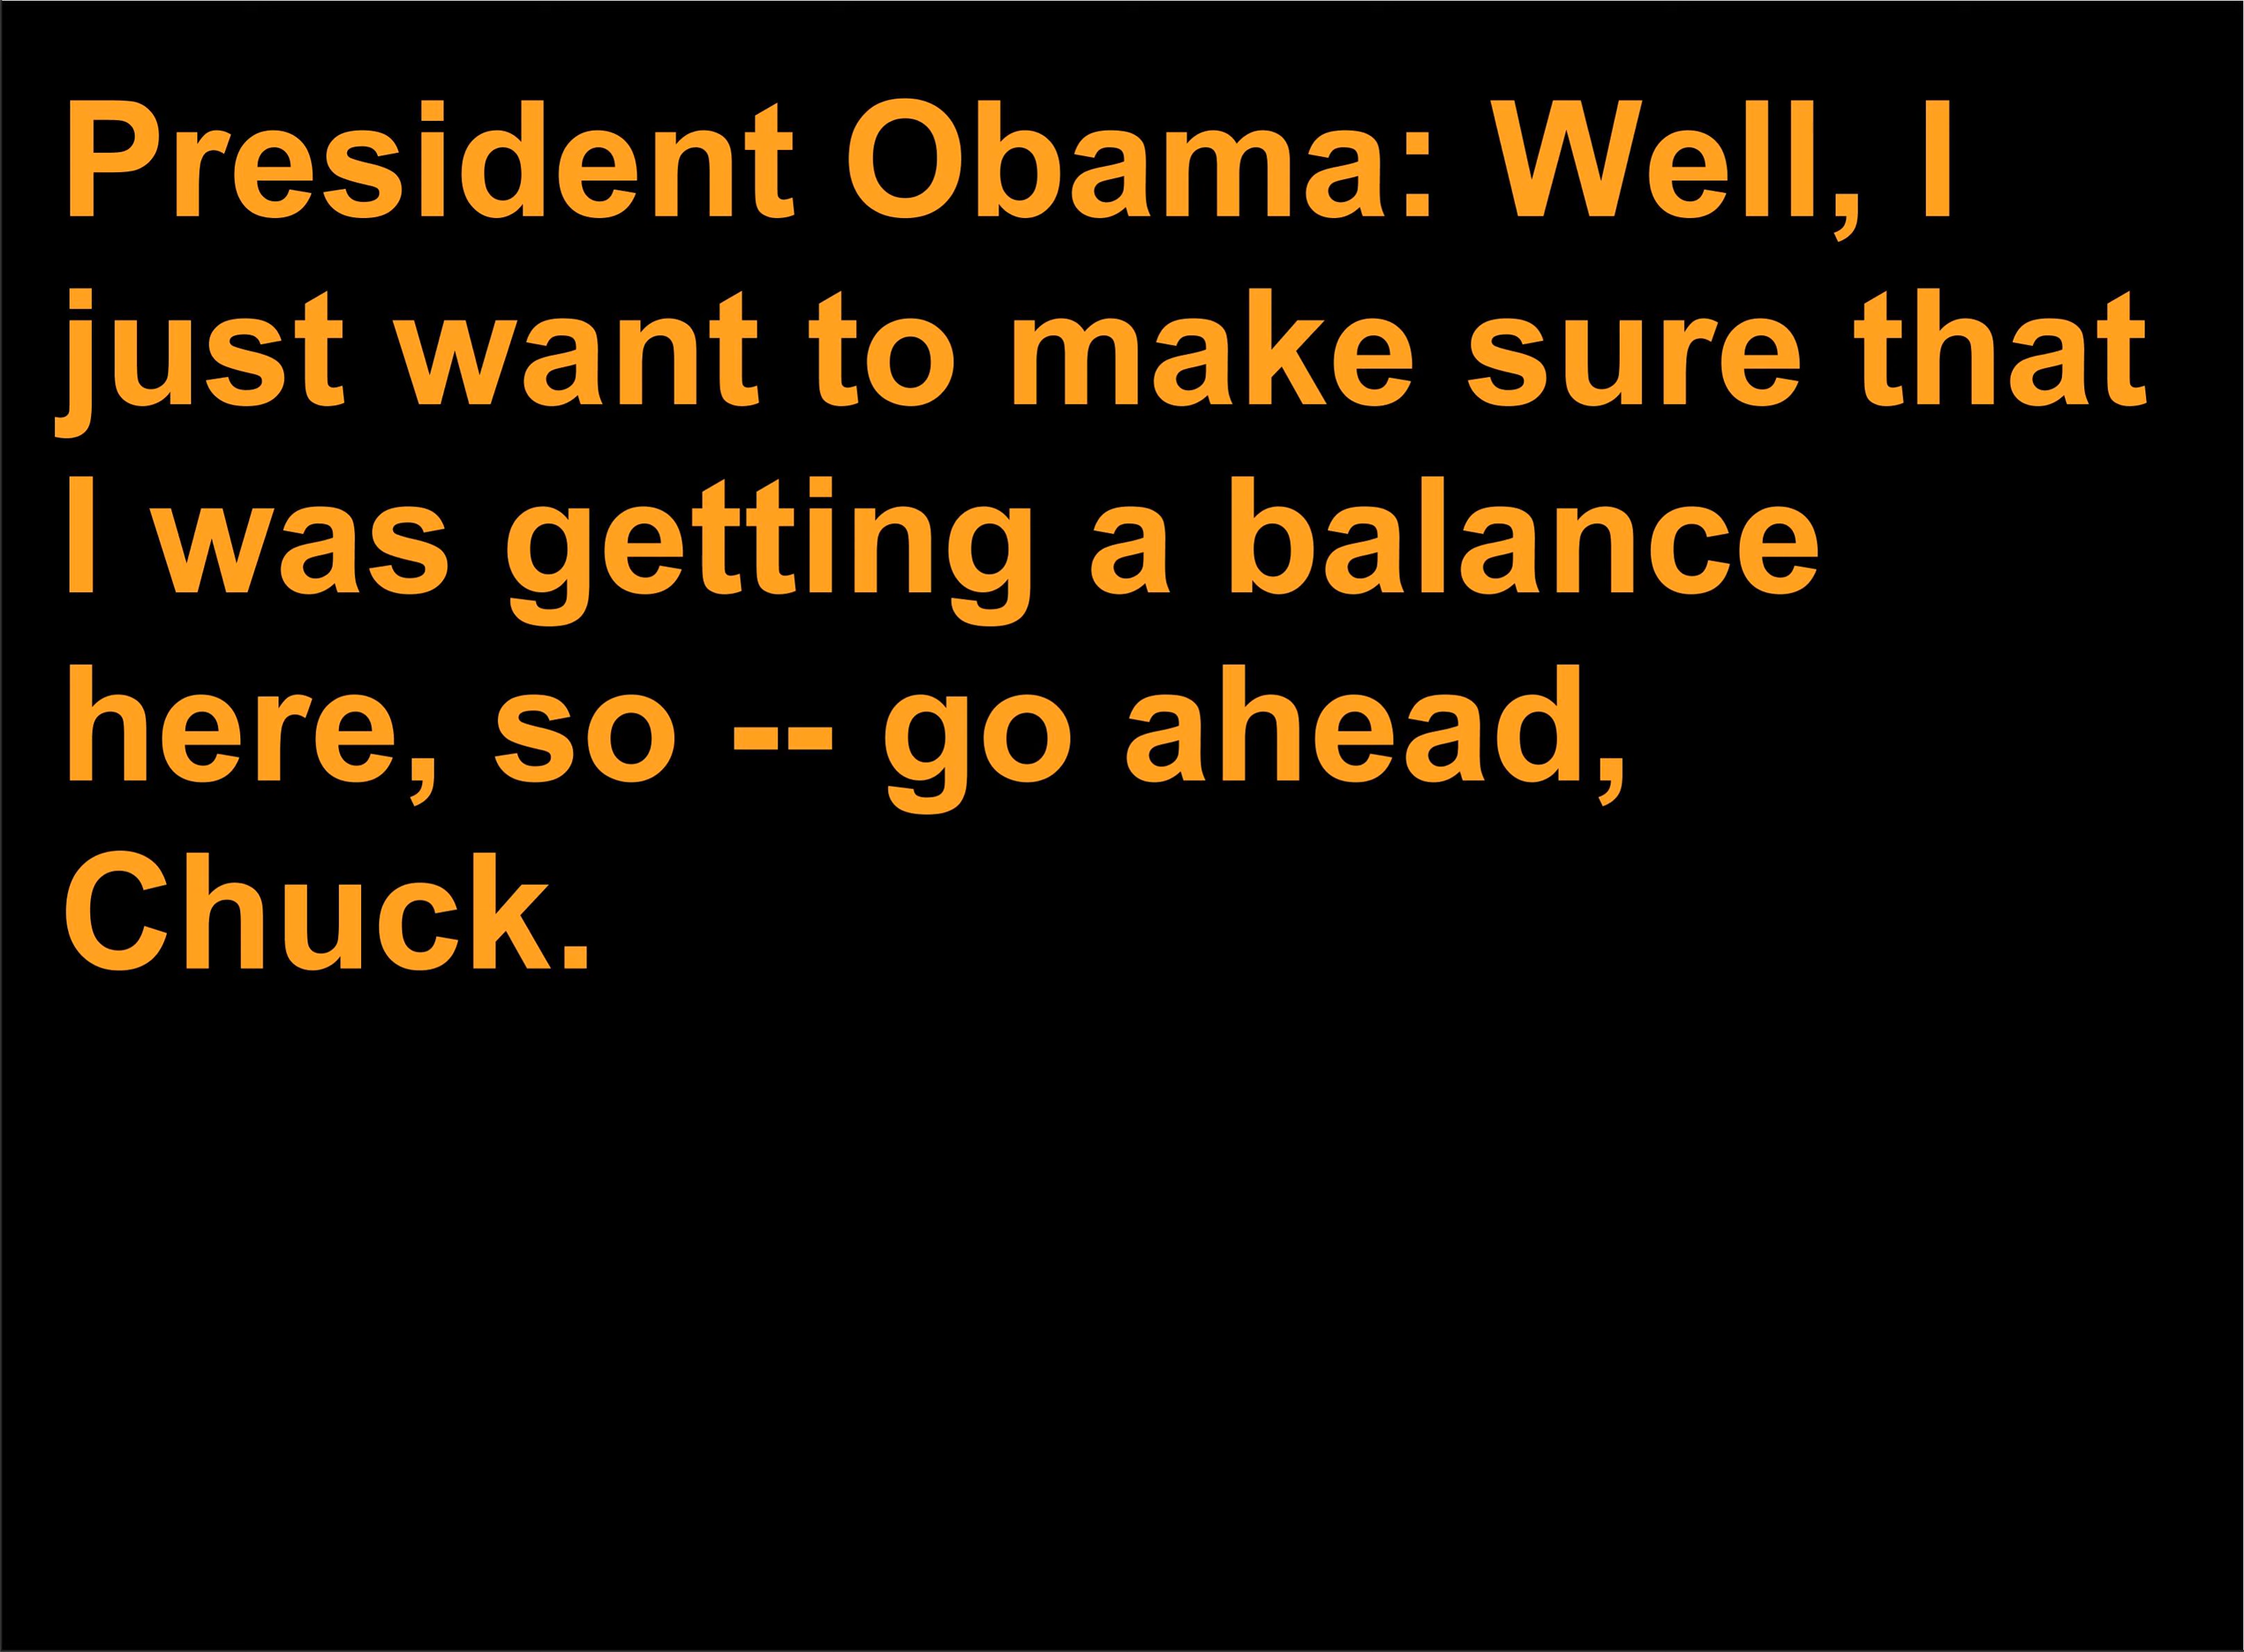 President Obama: Well, I
just want to make sure that
I was getting a balance
here, so -- go ahead,
Chuck.